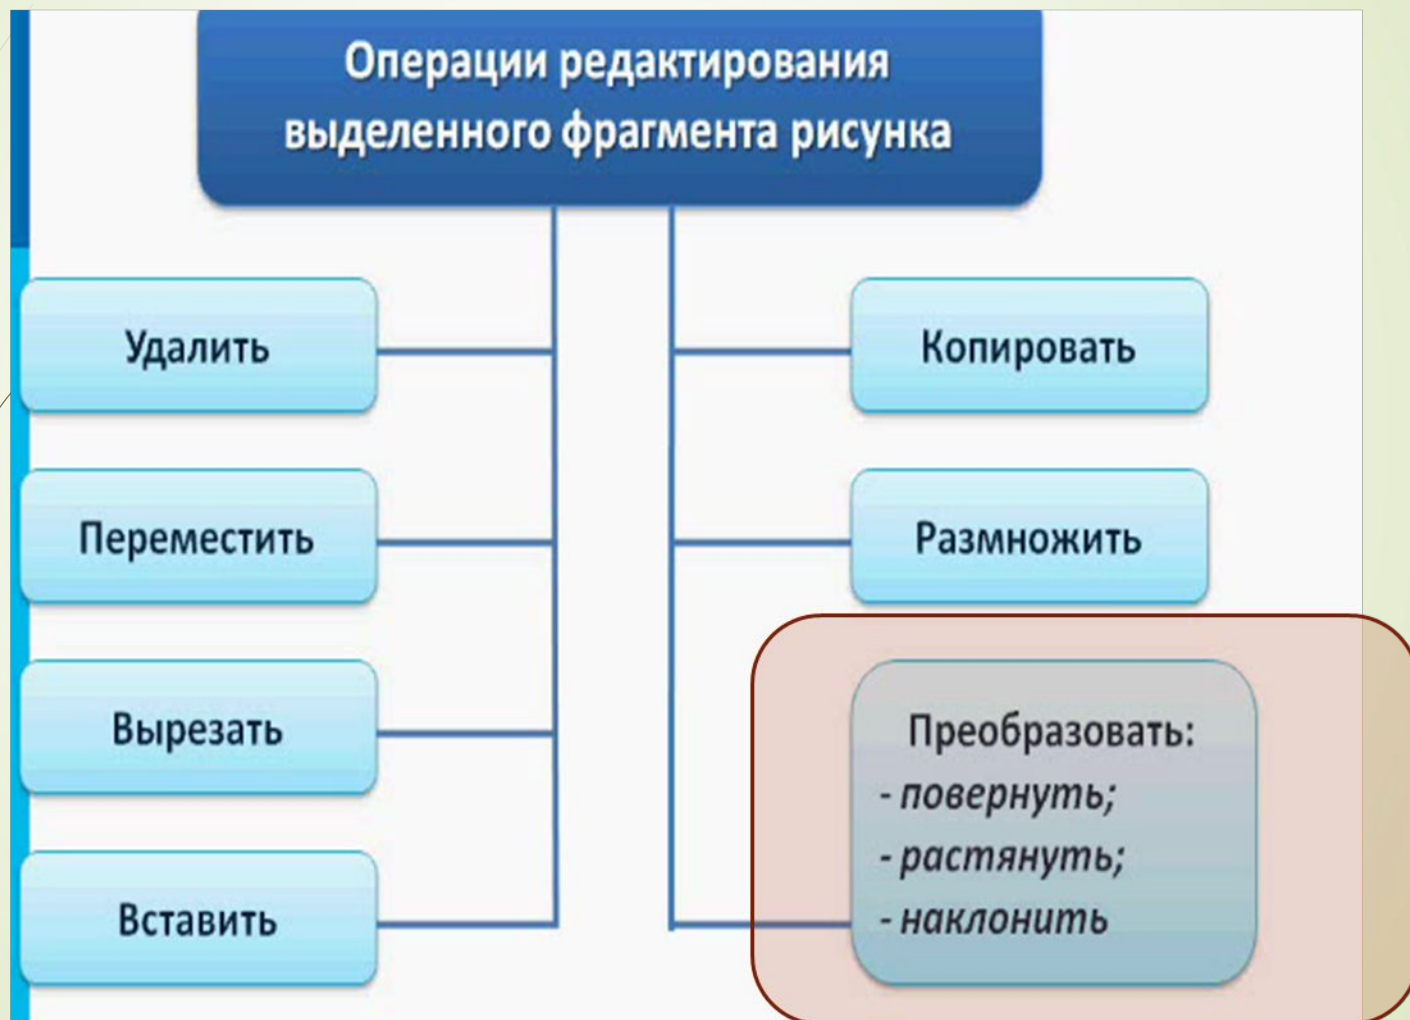 Операции редактирования
выделенного фрагмента рисунка
Удалить
Переместить
Вырезать
Вставить
Копировать
Размножить
Преобразовать:
- повернуть;
- растянуть;
- наклонить